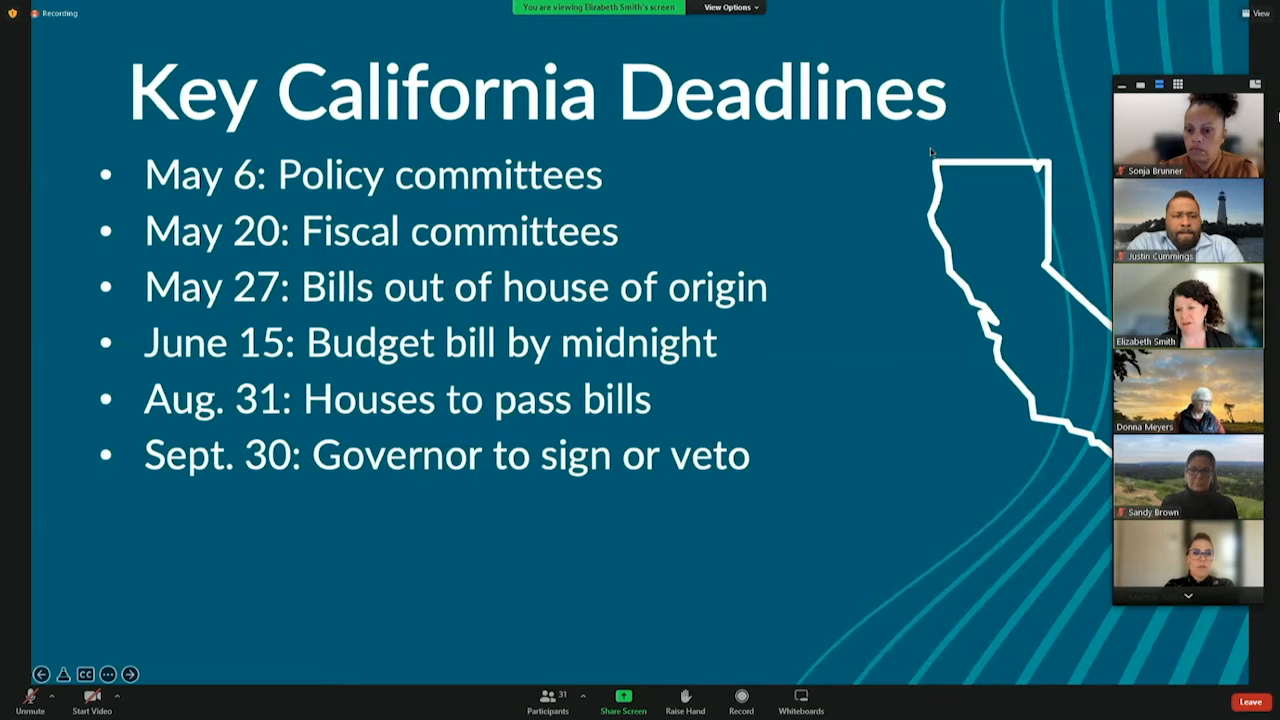 Recording
You are viewing Elizabeth Smith's screen
View Options
View
Key California Deadlines
• May 6: Policy committees
• May 20: Fiscal committees
• May 27: Bills out of house of origin
• June 15: Budget bill by midnight
• Aug. 31: Houses to pass bills
• Sept. 30: Governor to sign or veto
Sonja Brunner
Justin Cummings
Elizabeth Smith
Donna Meyers
Sandy Brown
CC
Unmute
Start Video
31
Participants
Share Screen
Raise Hand
Record
Whiteboards
Leave